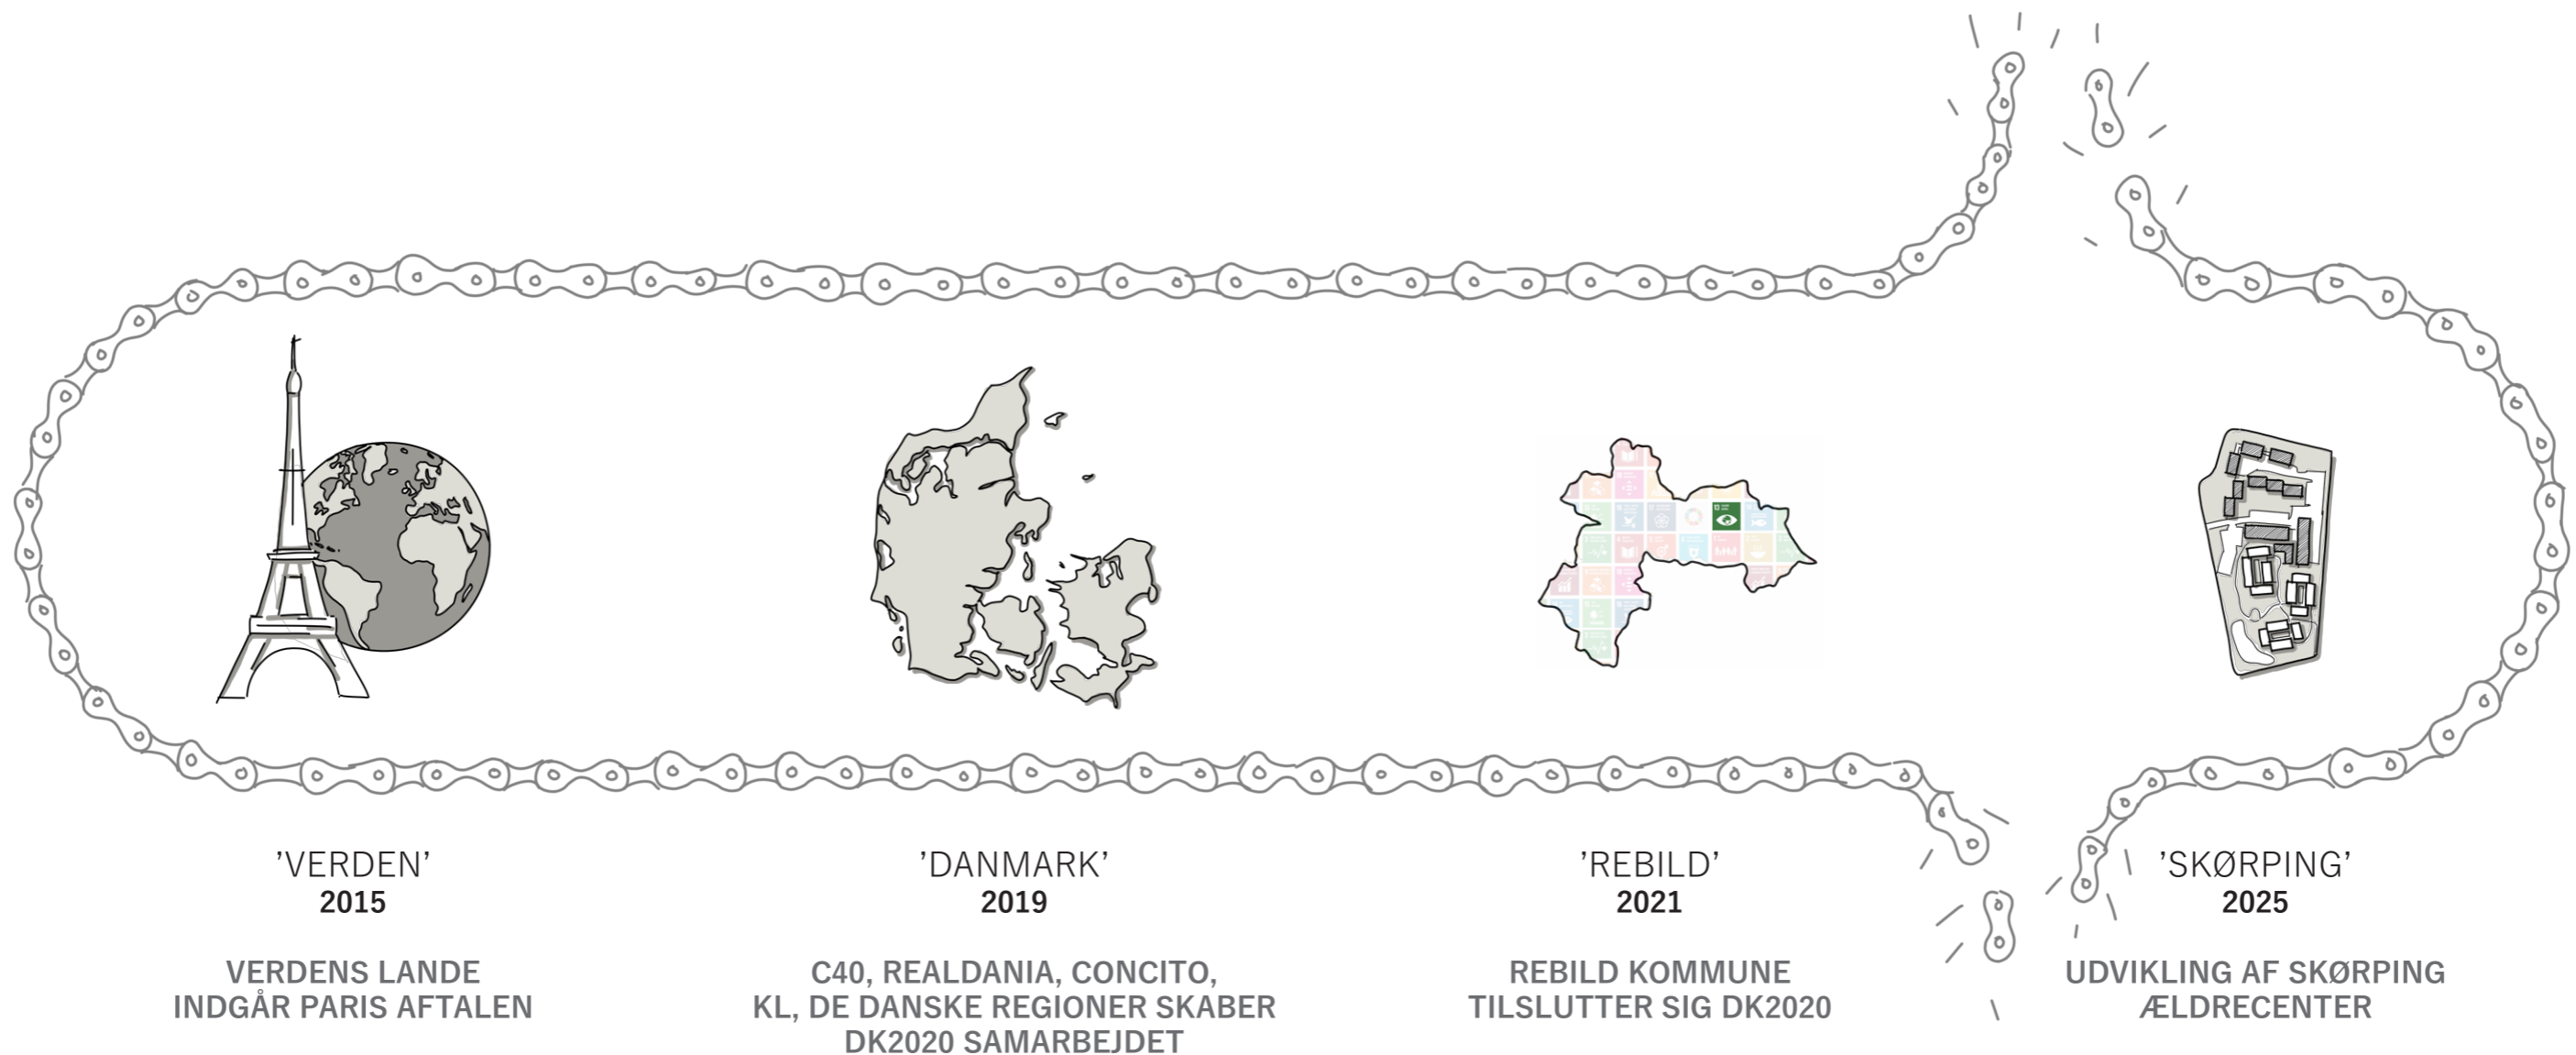 ’VERDEN’
2015
VERDENS LANDE
INDGÅR PARIS AFTALEN
’DANMARK’
2019
C40, REALDANIA, CONCITO,
KL, DE DANSKE REGIONER SKABER
DK2020 SAMARBEJDET
’REBILD’
2021
REBILD KOMMUNE
TILSLUTTER SIG DK2020
’SKØRPING’
2025
UDVIKLING AF SKØRPING
ÆLDRECENTER